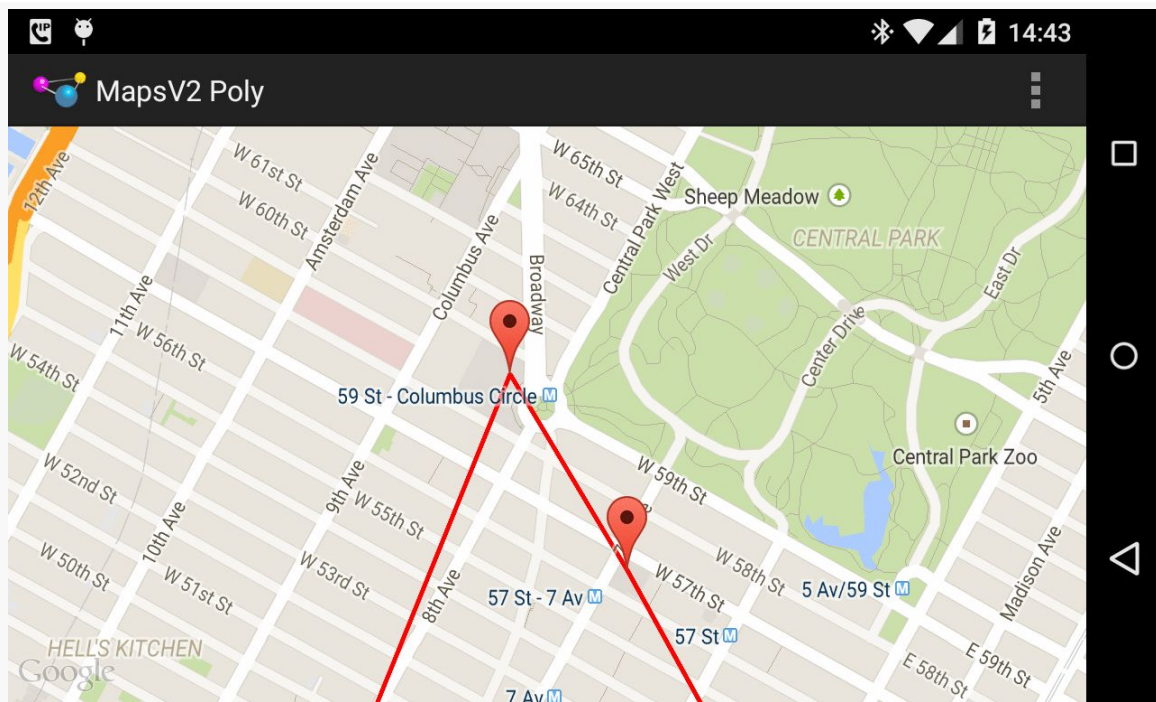 IP
14:43
MapsV2 Poly
12th Ave
W 61st St
Amsterdam Ave
W 65th St
Central Park West
Sheep Meadow
W 60th St
W 64th St
CENTRAL PARK
Columbus Ave
Broadway
West Dr
East Dr
11th Ave
W 56th St
Center Drive
W 54th St
5th Ave
59 St - Columbus Circle M
Central Park Zoo
W 52nd St
9th Ave
W 59th St
W 55th St
10th Ave
W 50th St
W 51st St
W 53rd St
8th Ave
57 St - 7 Av M
W 57th St
W 58th St
5 Av/59 St M
Madison Ave
57 St M
HELL'S KITCHEN
Google
E 59th St
E 58th St
7 Av M